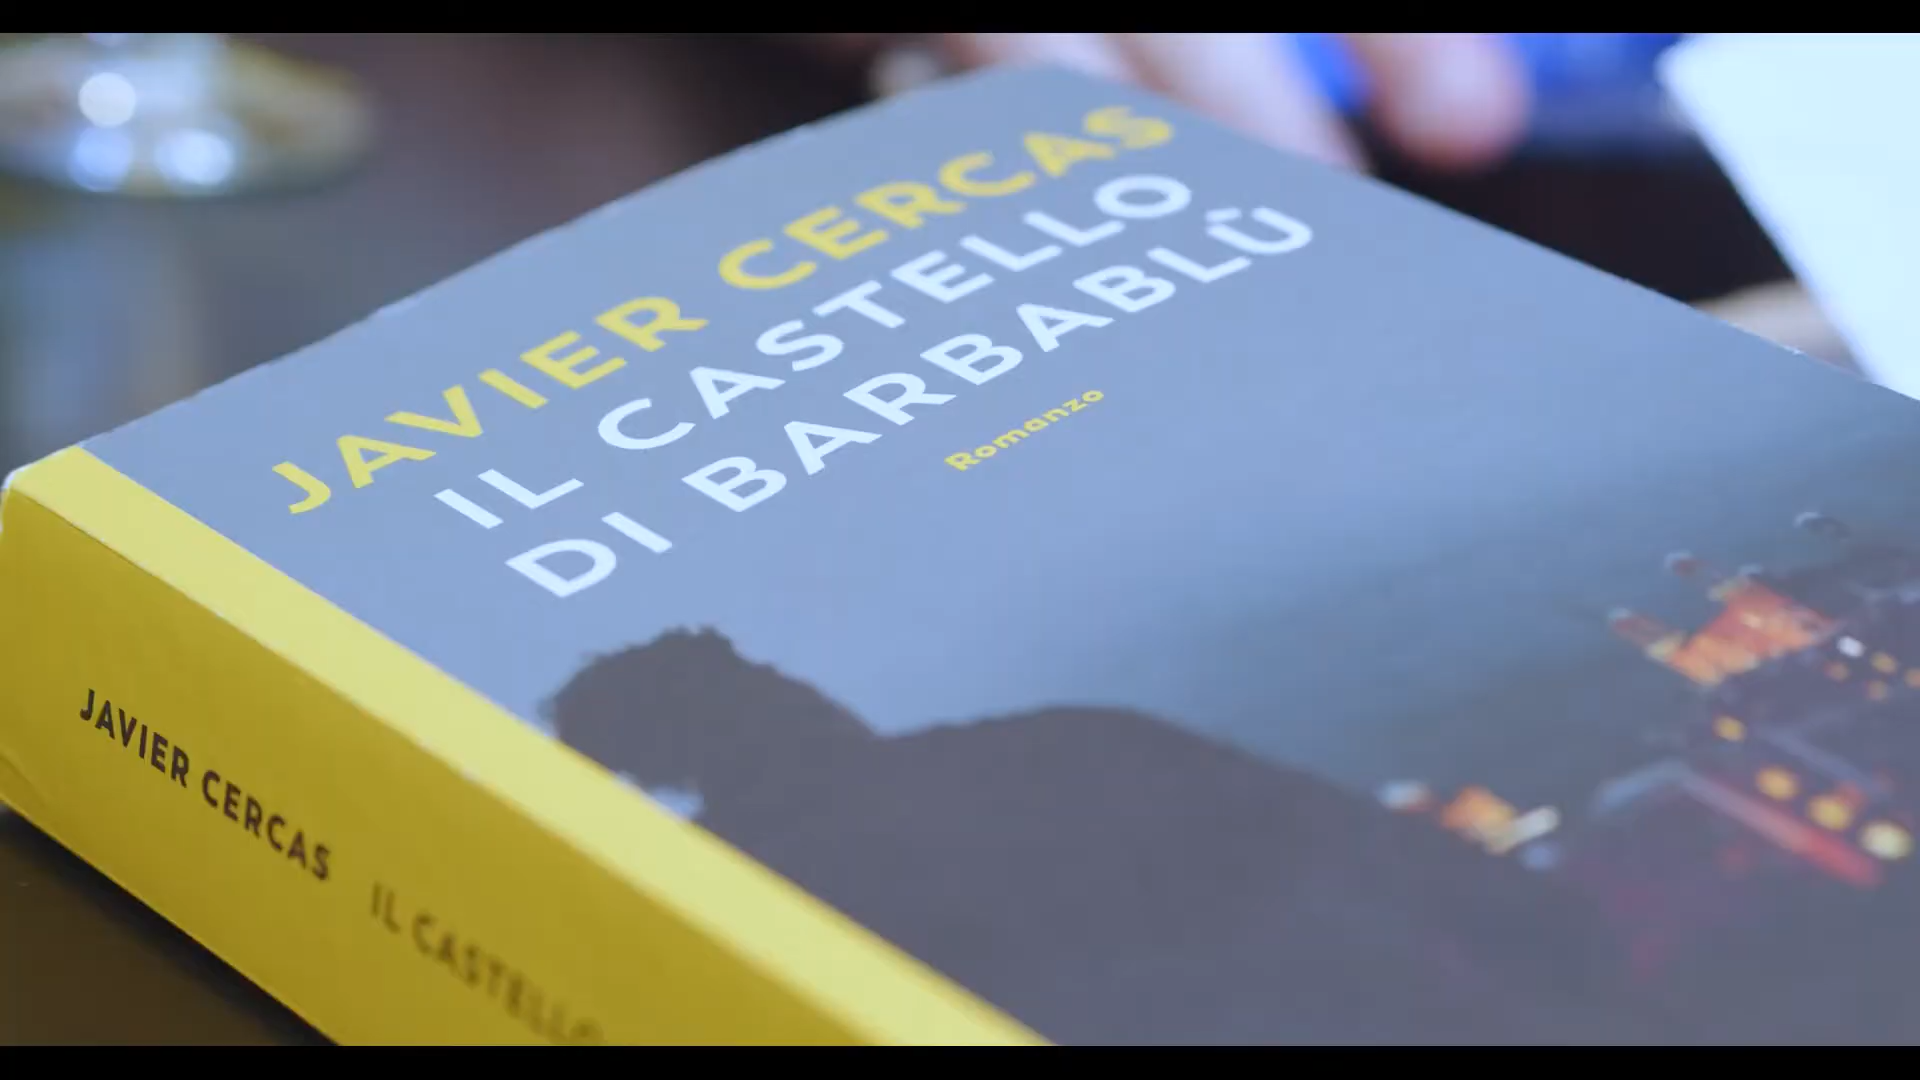 JAVIER CERCAS
IL CASTELLO
DI BARBABLÙ
Romanzo
JAVIER CERCAS IL CASTELLO